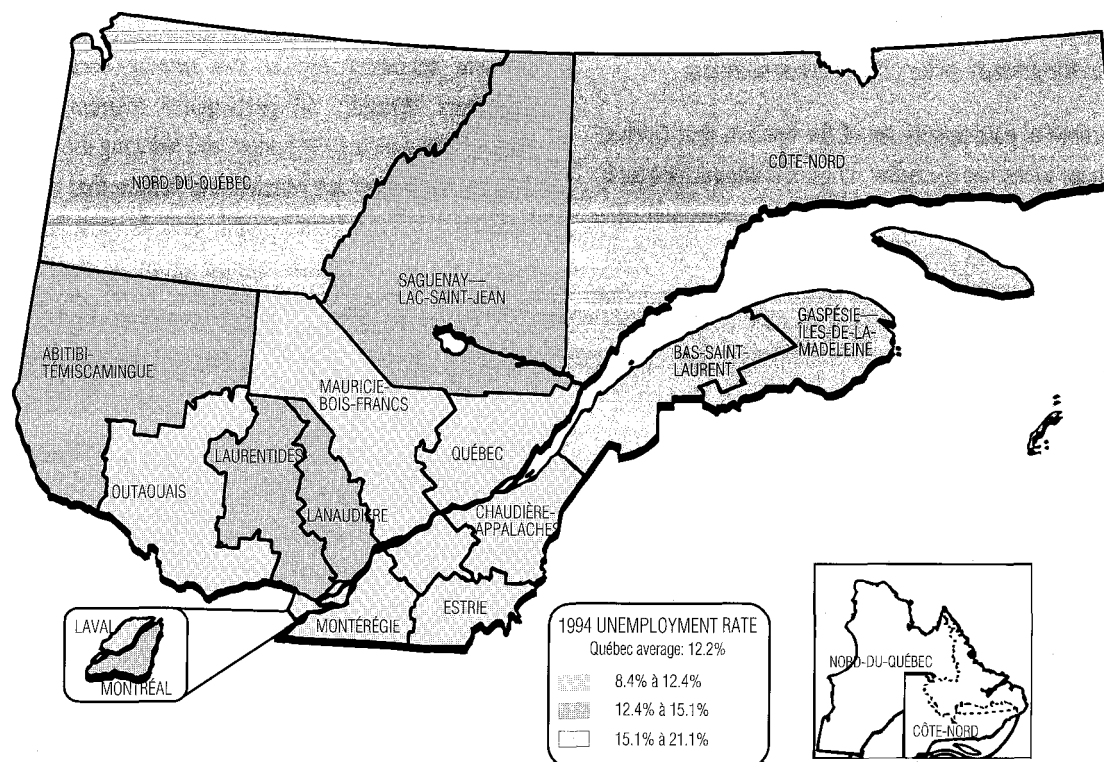 NORD-DU-QUÉBEC
CÔTE-NORD
SAGUENAY—
LAC-SAINT-JEAN
GASPÉSIE—
ÎLES-DE-LA-
MADELEINE
ABITIBI-
TÉMISCAMINGUE
BAS-SAINT-
LAURENT
MAURICIE-
BOIS-FRANCS
LAURENTIDES
QUÉBEC
OUTAOUAIS
LANAUDIÈRE
CHAUDIÈRE-
APPALACHES
ESTRIE
MONTÉRÉGIE
LAVAL
MONTRÉAL
1994 UNEMPLOYMENT RATE
Québec average: 12.2%
8.4% à 12.4%
12.4% à 15.1%
15.1% à 21.1%
NORD-DU-QUÉBEC
CÔTE-NORD